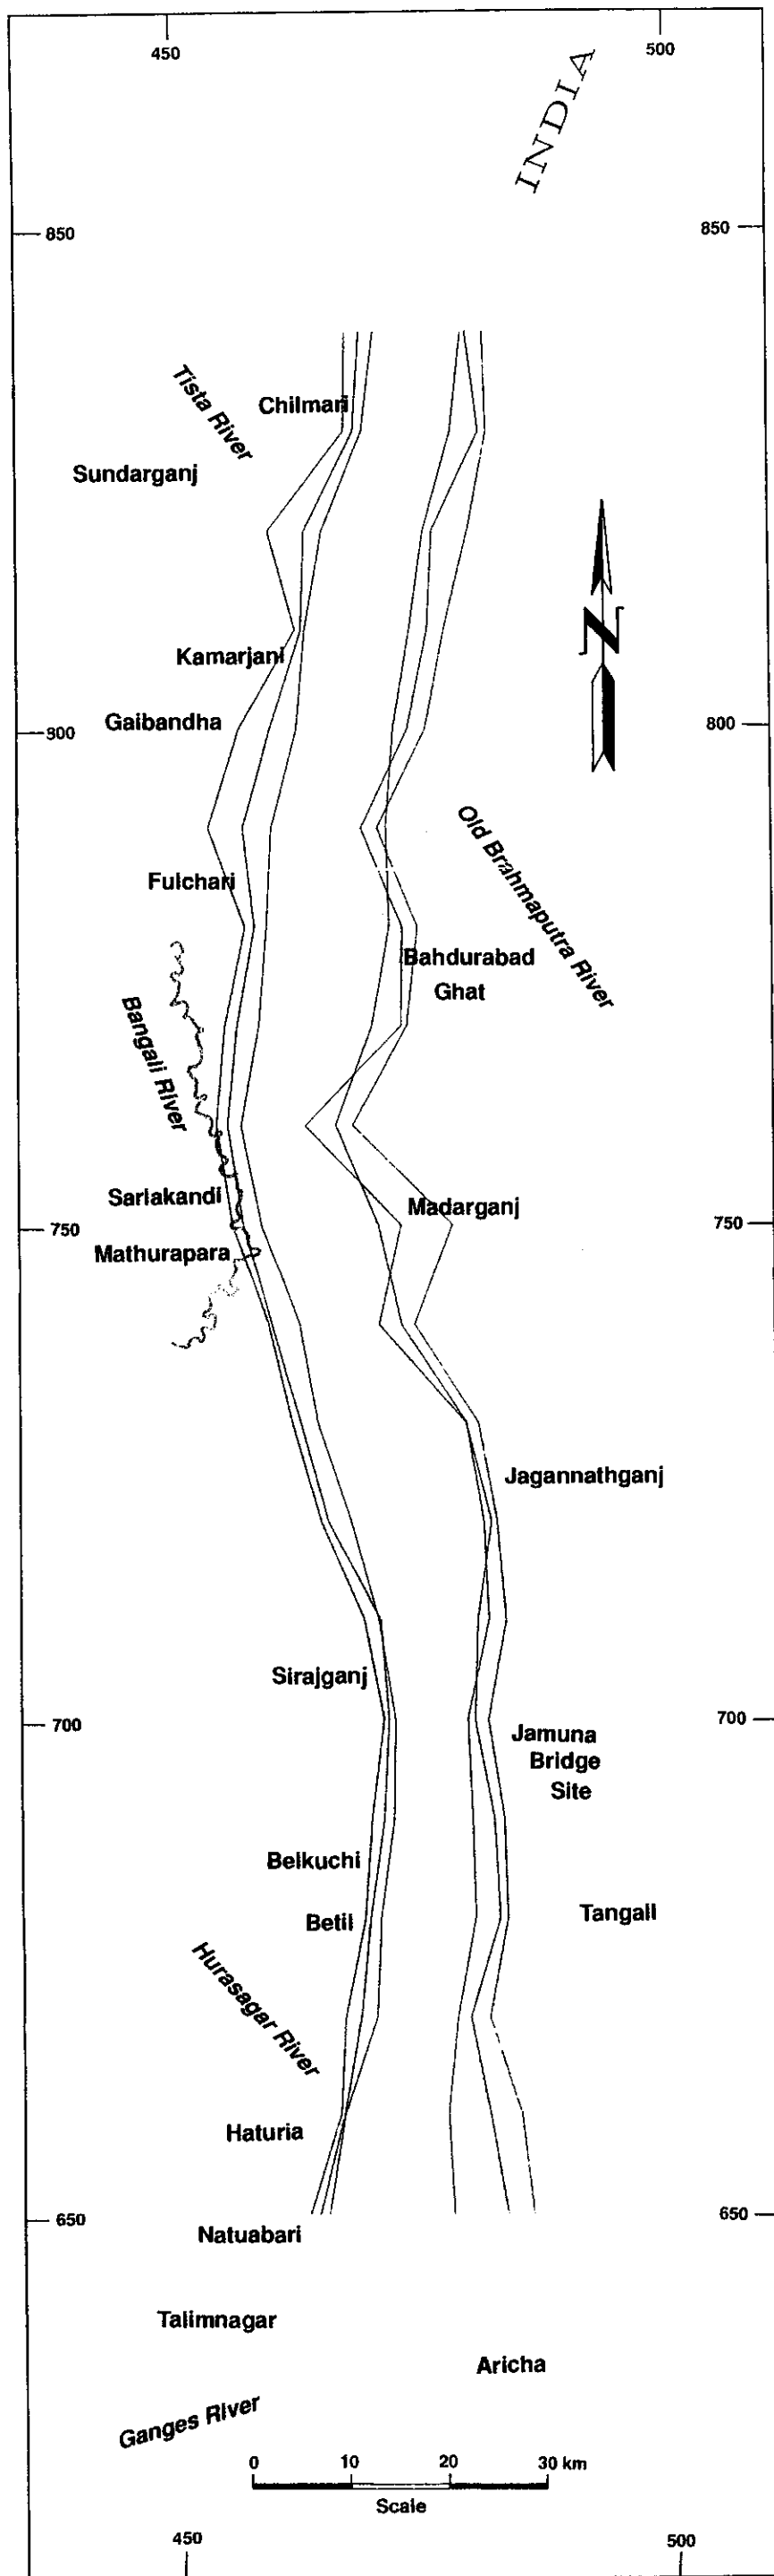 450
500
INDIA
850
850
Tista River
Chilmari
Sundarganj
N
Kamarjani
Gaibandha
800
800
Old Brahmaputra River
Fulchari
Bahdurabad
Ghat
Bangali River
Sariakandi
Madarganj
750
750
Mathurapara
Jagannathganj
Sirajganj
700
700
Jamuna
Bridge
Site
Belkuchi
Betil
Tangail
Hurasagar River
Haturia
650
650
Natuabari
Talimnagar
Aricha
Ganges River
0 10 20 30 km
Scale
450
500